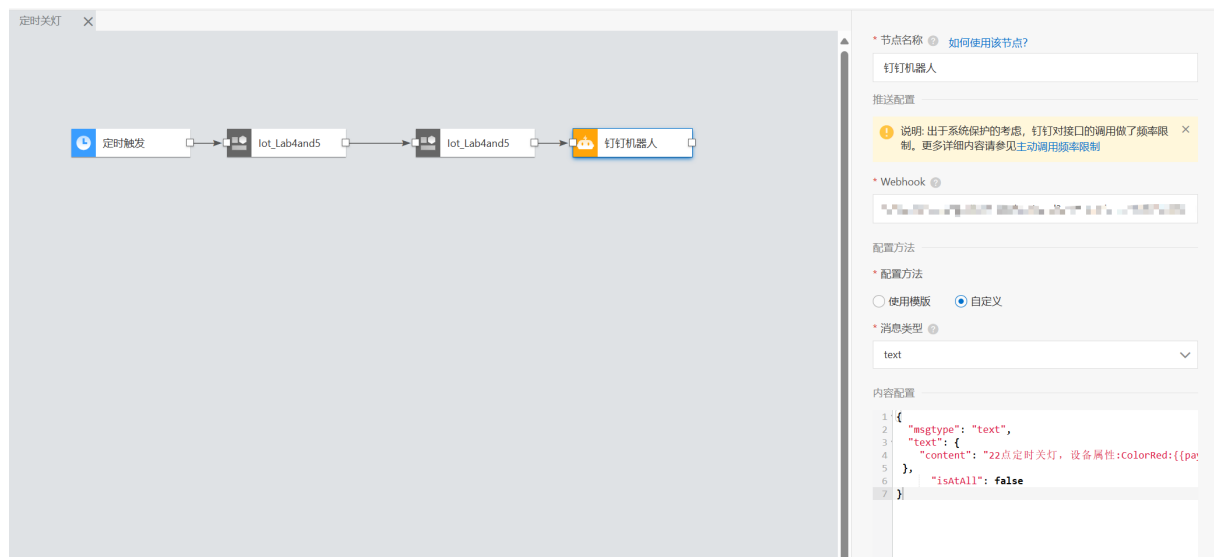 定时关灯
* 节点名称 如何使用该节点?
钉钉机器人
推送配置
说明: 出于系统保护的考虑，钉钉对接口的调用做了频率限
制。更多详细内容请参见主动调用频率限制
定时触发
Iot_Lab4and5
Iot_Lab4and5
钉钉机器人
* Webhook
配置方法
* 配置方法
使用模版 自定义
* 消息类型
text
内容配置
1 {
2 "msgtype": "text",
3 "text": {
4 "content": "22点定时关灯，设备属性:ColorRed:{{pay
5 },
6 "isAtAll": false
7 }